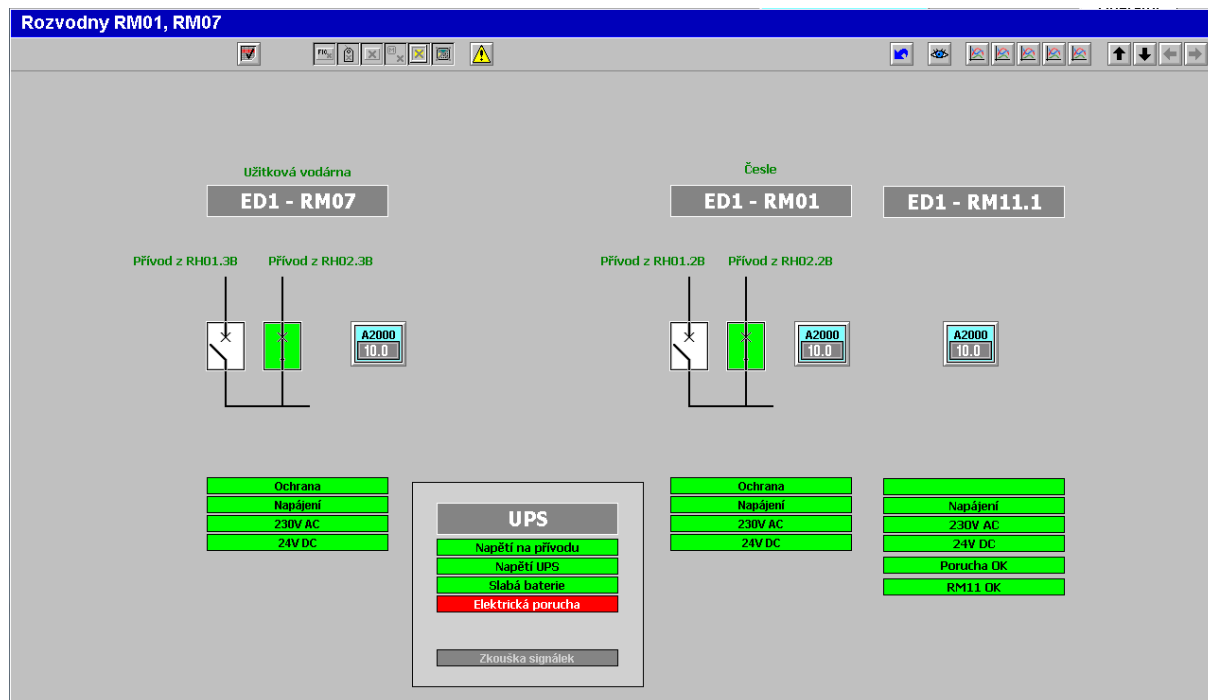 Rozvodny RM01, RM07
Užitková vodárna
ED1 - RM07
Česle
ED1 - RM01
ED1 - RM11.1
Přívod z RH01.3B
Přívod z RH02.3B
Přívod z RH01.2B
Přívod z RH02.2B
A2000
10.0
A2000
10.0
A2000
10.0
Ochrana
Napájení
230V AC
24V DC
UPS
Napětí na přívodu
Napětí UPS
Slabá baterie
Elektrická porucha
Zkouška signálek
Ochrana
Napájení
230V AC
24V DC
Napájení
230V AC
24V DC
Porucha OK
RM11 OK